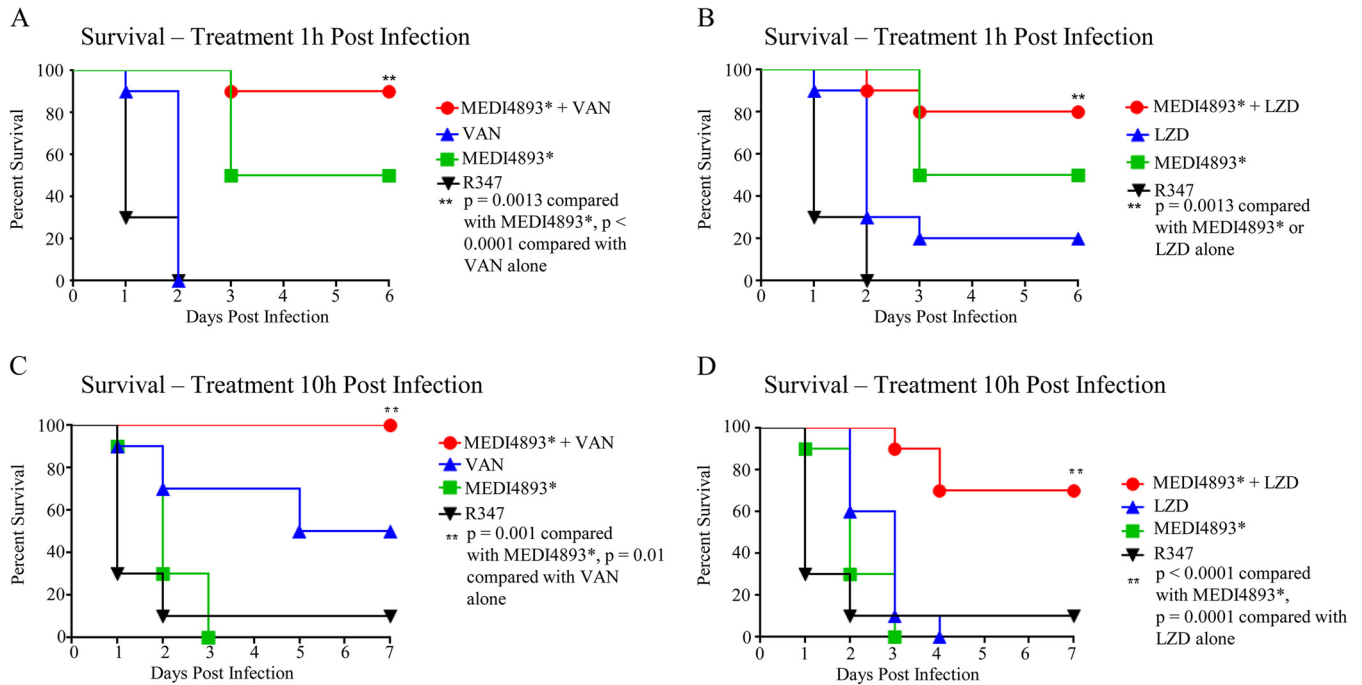 A
Survival – Treatment 1h Post Infection
100
80
60
40
20
0
Percent Survival
0 1 2 3 4 5 6
Days Post Infection
**
MEDI4893* + VAN
VAN
MEDI4893*
R347
** p = 0.0013 compared
with MEDI4893*, p <
0.0001 compared with
VAN alone
B
Survival – Treatment 1h Post Infection
100
80
60
40
20
0
Percent Survival
0 1 2 3 4 5 6
Days Post Infection
**
MEDI4893* + LZD
LZD
MEDI4893*
R347
** p = 0.0013 compared
with MEDI4893* or
LZD alone
C
Survival – Treatment 10h Post Infection
100
80
60
40
20
0
Percent Survival
0 1 2 3 4 5 6 7
Days Post Infection
**
MEDI4893* + VAN
VAN
MEDI4893*
R347
** p = 0.001 compared
with MEDI4893*, p = 0.01
compared with VAN
alone
D
Survival – Treatment 10h Post Infection
100
80
60
40
20
0
Percent Survival
0 1 2 3 4 5 6 7
Days Post Infection
**
MEDI4893* + LZD
LZD
MEDI4893*
R347
** p < 0.0001 compared
with MEDI4893*,
p = 0.0001 compared with
LZD alone